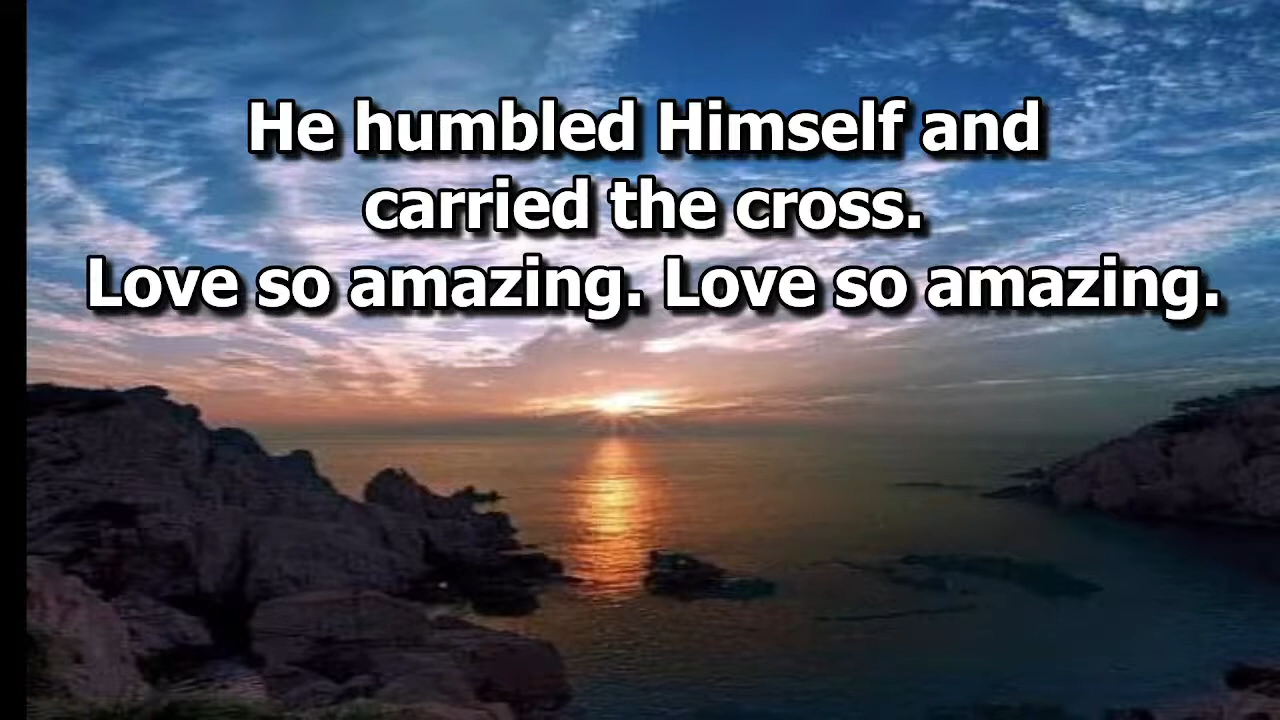 He humbled Himself and
carried the cross.
Love so amazing. Love so amazing.